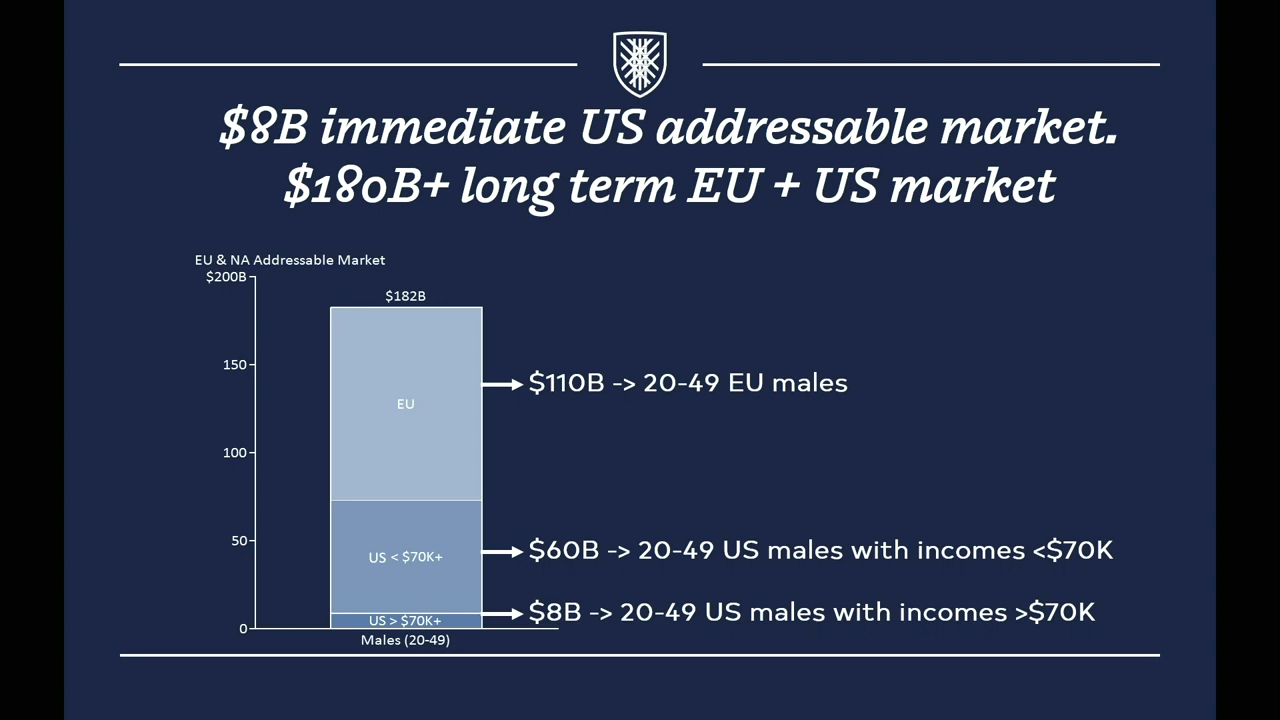 $8B immediate US addressable market.
$180B+ long term EU + US market
EU & NA Addressable Market
$200B
$182B
150
EU
$110B -> 20-49 EU males
100
50
US < $70K+
$60B -> 20-49 US males with incomes <$70K
US > $70K+
$8B -> 20-49 US males with incomes >$70K
0
Males (20-49)